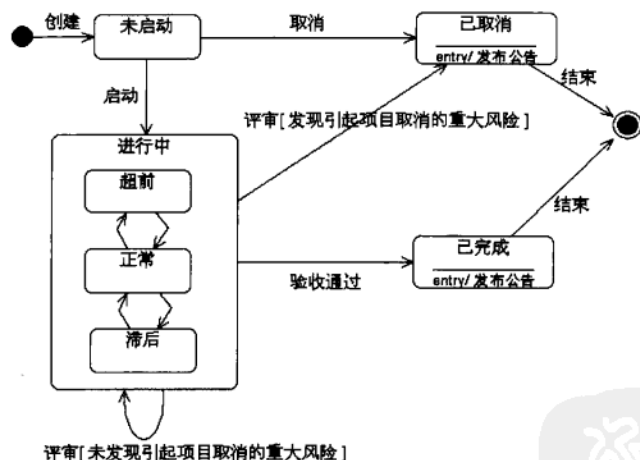 创建
未启动
取消
已取消
entry/ 发布公告
结束
启动
评审[ 发现引起项目取消的重大风险 ]
进行中
超前
正常
滞后
验收通过
已完成
entry/ 发布公告
结束
评审[ 未发现引起项目取消的重大风险 ]